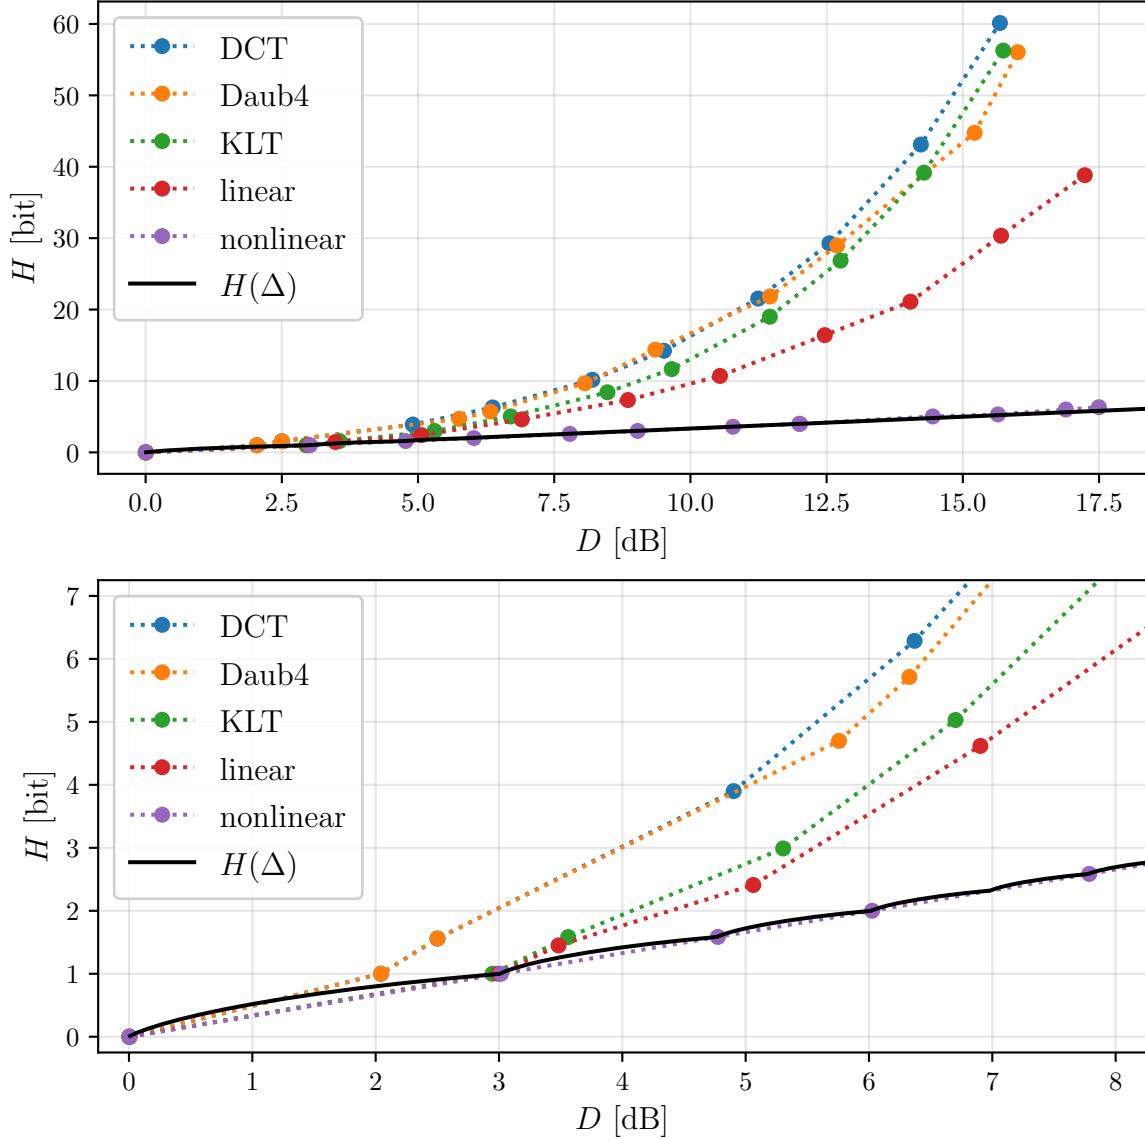 60
50
40
30
20
10
0
H [bit]
DCT
Daub4
KLT
linear
nonlinear
H(Δ)
0.0 2.5 5.0 7.5 10.0 12.5 15.0 17.5
D [dB]
7
6
5
4
3
2
1
0
H [bit]
DCT
Daub4
KLT
linear
nonlinear
H(Δ)
0 1 2 3 4 5 6 7 8
D [dB]